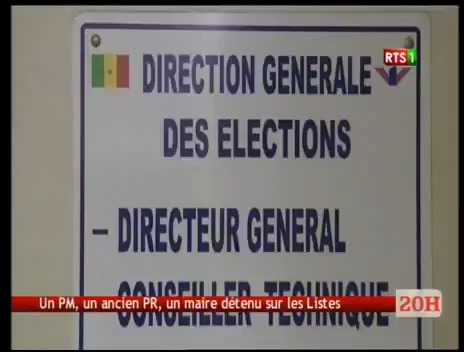 DIRECTION GENERALE
RTS1
DES ELECTIONS
– DIRECTEUR GENERAL
CONSEILLER TECHNIQUE
Un PM, un ancien PR, un maire détenu sur les Listes
20H